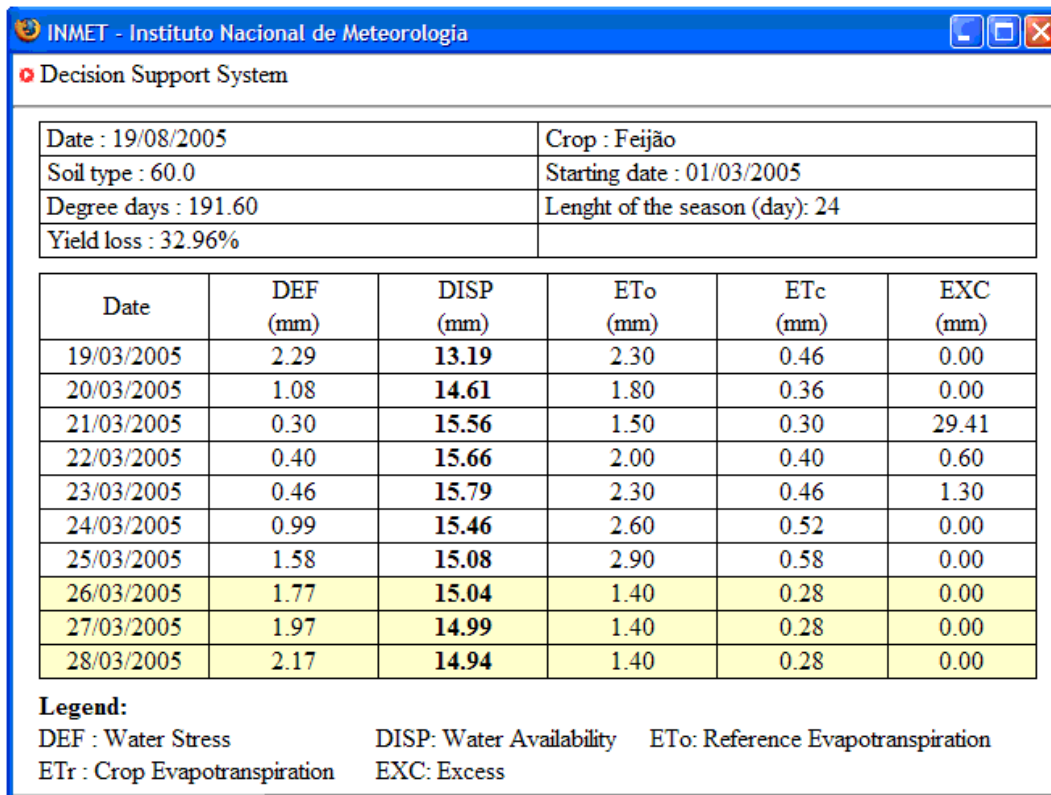 INMET - Instituto Nacional de Meteorologia
Decision Support System
Date : 19/08/2005 Crop : Feijão
Soil type : 60.0 Starting date : 01/03/2005
Degree days : 191.60 Lenght of the season (day): 24
Yield loss : 32.96%
Date DEF (mm) DISP (mm) ETo (mm) ETc (mm) EXC (mm)
19/03/2005 2.29 13.19 2.30 0.46 0.00
20/03/2005 1.08 14.61 1.80 0.36 0.00
21/03/2005 0.30 15.56 1.50 0.30 29.41
22/03/2005 0.40 15.66 2.00 0.40 0.60
23/03/2005 0.46 15.79 2.30 0.46 1.30
24/03/2005 0.99 15.46 2.60 0.52 0.00
25/03/2005 1.58 15.08 2.90 0.58 0.00
26/03/2005 1.77 15.04 1.40 0.28 0.00
27/03/2005 1.97 14.99 1.40 0.28 0.00
28/03/2005 2.17 14.94 1.40 0.28 0.00
Legend:
DEF : Water Stress DISP: Water Availability ETo: Reference Evapotranspiration
ETr : Crop Evapotranspiration EXC: Excess